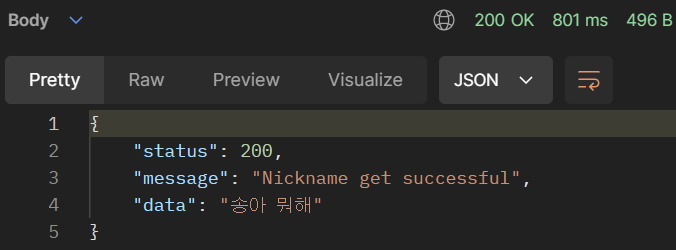 Body 200 OK 801 ms 496 B
Pretty Raw Preview Visualize JSON
1 {
2 "status": 200,
3 "message": "Nickname get successful",
4 "data": "송아 뭐해"
5 }